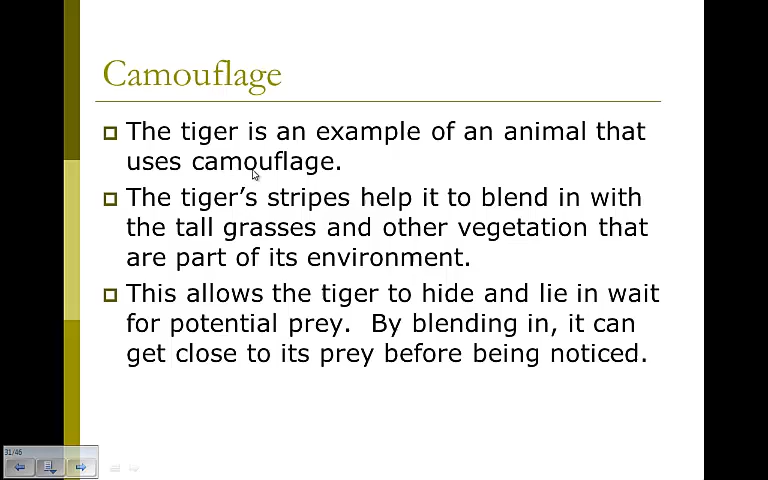 Camouflage
The tiger is an example of an animal that
uses camouflage.
The tiger's stripes help it to blend in with
the tall grasses and other vegetation that
are part of its environment.
This allows the tiger to hide and lie in wait
for potential prey.  By blending in, it can
get close to its prey before being noticed.
31/46